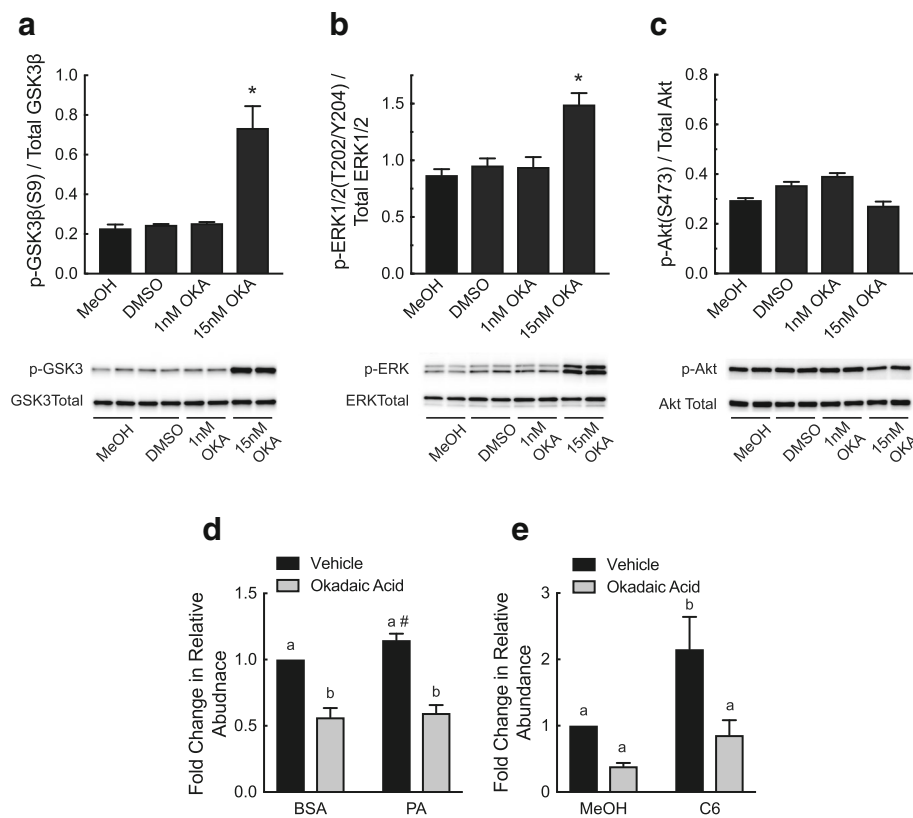 a
p-GSK3β(S9) / Total GSK3β
1.0
0.8
0.6
0.4
0.2
0.0
*
MeOH
DMSO
1nM OKA
15nM OKA
p-GSK3
GSK3Total
MeOH
DMSO
1nM
OKA
15nM
OKA
b
p-ERK1/2(T202/Y204) /
Total ERK1/2
1.5
1.0
0.5
0.0
*
MeOH
DMSO
1nM OKA
15nM OKA
p-ERK
ERKTotal
MeOH
DMSO
1nM
OKA
15nM
OKA
c
p-Akt(S473) / Total Akt
0.8
0.6
0.4
0.2
0.0
MeOH
DMSO
1nM OKA
15nM OKA
p-Akt
Akt Total
MeOH
DMSO
1nM
OKA
15nM
OKA
d
Vehicle
Okadaic Acid
Fold Change in Relative
Abudnace
1.5
1.0
0.5
0.0
a
b
a #
b
BSA
PA
e
Vehicle
Okadaic Acid
Fold Change in Relative
Abundance
3
2
1
0
a
a
b
a
MeOH
C6